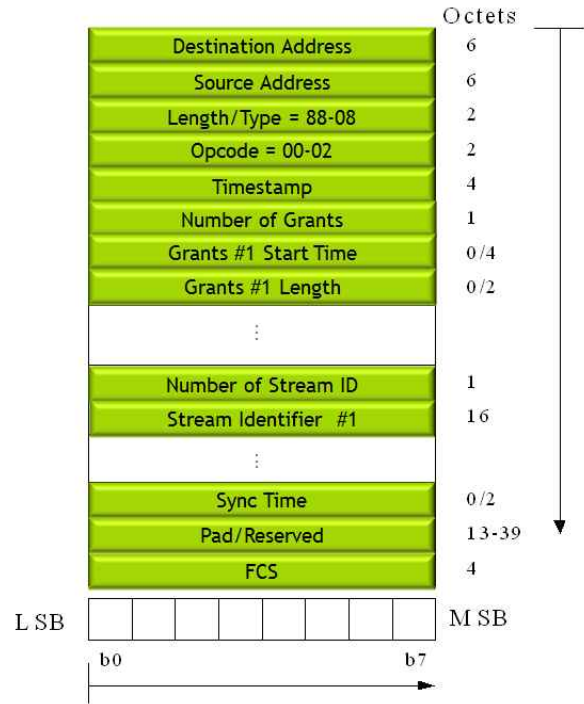 Octets
Destination Address 6
Source Address 6
Length/Type = 88-08 2
Opcode = 00-02 2
Timestamp 4
Number of Grants 1
Grants #1 Start Time 0/4
Grants #1 Length 0/2
⋮
Number of Stream ID 1
Stream Identifier #1 16
⋮
Sync Time 0/2
Pad/Reserved 13-39
FCS 4
LSB MSB
b0 b7